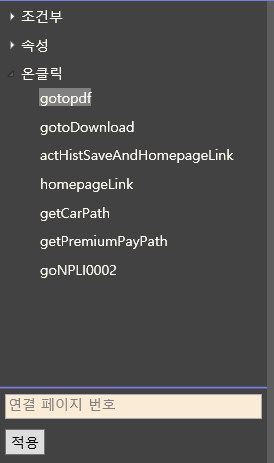 조건부
속성
온클릭
gotopdf
gotoDownload
actHistSaveAndHomepageLink
homepageLink
getCarPath
getPremiumPayPath
goNPLI0002
연결 페이지 번호
적용